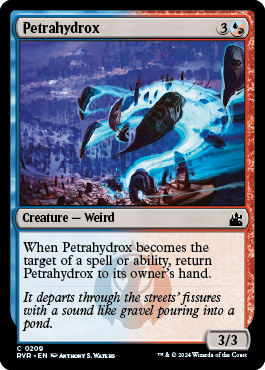 Petrahydrox 3
Creature — Weird
When Petrahydrox becomes the
target of a spell or ability, return
Petrahydrox to its owner's hand.
It departs through the streets' fissures
with a sound like gravel pouring into a
pond.
3/3
C 0209
RVR • EN Anthony S. Waters
™ & © 2024 Wizards of the Coast